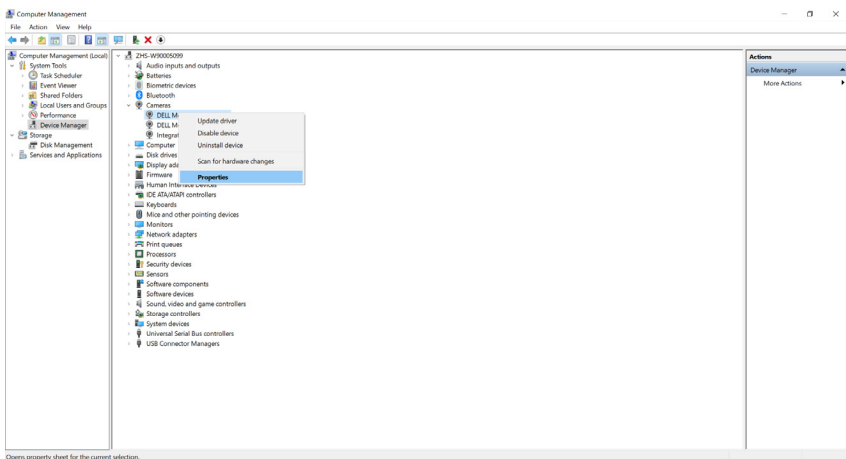 Computer Management
File Action View Help
Computer Management (Local)
System Tools
Task Scheduler
Event Viewer
Shared Folders
Local Users and Groups
Performance
Device Manager
Storage
Disk Management
Services and Applications
ZHS-W90005099
Audio inputs and outputs
Batteries
Biometric devices
Bluetooth
Cameras
DELL M
DELL M
Integrat
Computer
Disk drives
Display ada
Firmware
Human Interface Devices
IDE ATA/ATAPI controllers
Keyboards
Mice and other pointing devices
Monitors
Network adapters
Print queues
Processors
Security devices
Sensors
Software components
Software devices
Sound, video and game controllers
Storage controllers
System devices
Universal Serial Bus controllers
USB Connector Managers
Update driver
Disable device
Uninstall device
Scan for hardware changes
Properties
Actions
Device Manager
More Actions
Opens property sheet for the current selection.